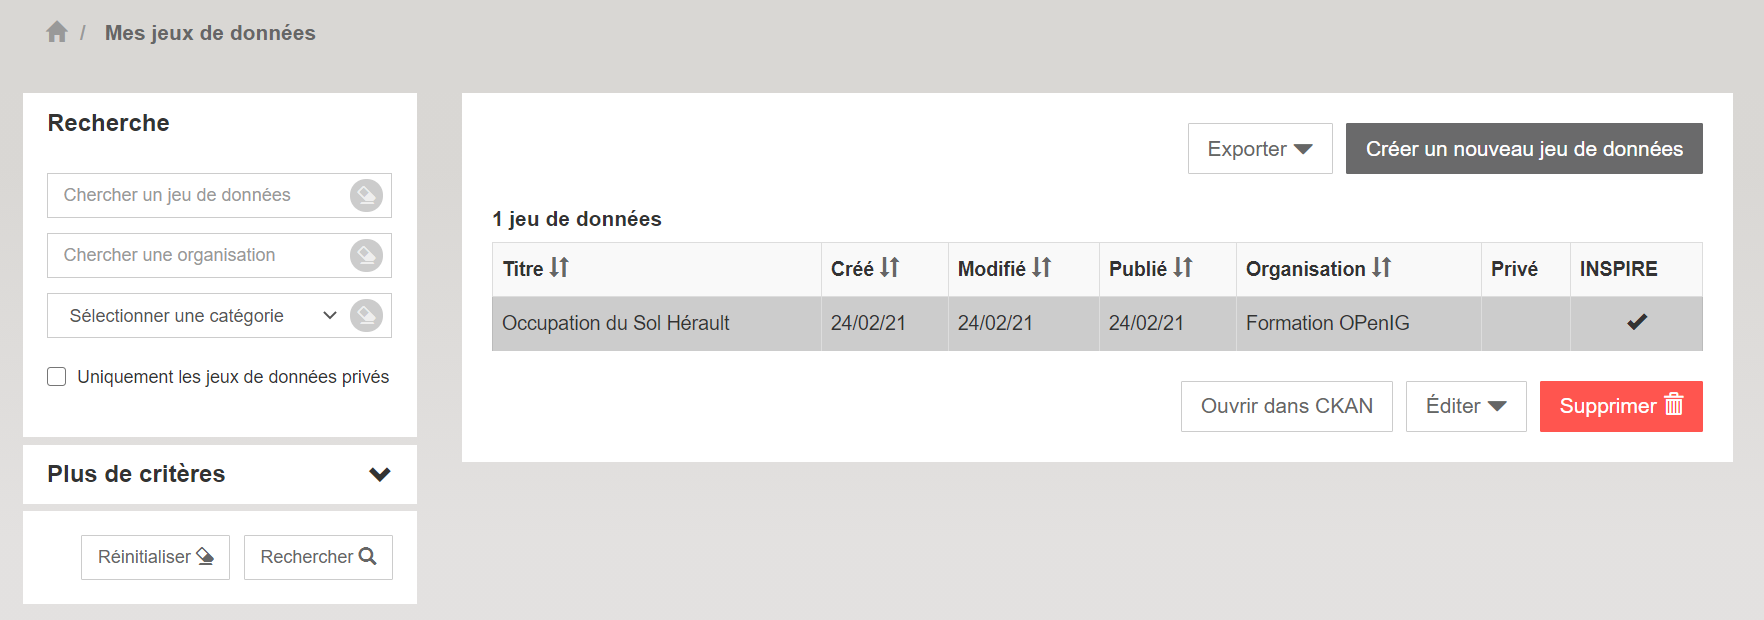 / Mes jeux de données
Recherche
Chercher un jeu de données
Chercher une organisation
Sélectionner une catégorie
Uniquement les jeux de données privés
Plus de critères
Réinitialiser
Rechercher
Exporter
Créer un nouveau jeu de données
1 jeu de données
Titre Créé Modifié Publié Organisation Privé INSPIRE
Occupation du Sol Hérault 24/02/21 24/02/21 24/02/21 Formation OPenIG
Ouvrir dans CKAN
Éditer
Supprimer